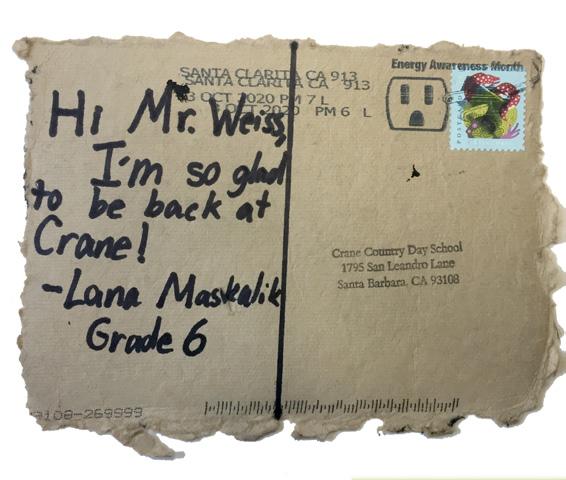 SANTA CLARITA CA 913
SANTA CLARITA CA 913
3 OCT 2020 PM 7 L
OCT 2020 PM 6 L
Energy Awareness Month
Hi Mr. Weiss,
I'm so glad
to be back at
Crane!
-Lana Maskalik
Grade 6
Crane Country Day School
1795 San Leandro Lane
Santa Barbara, CA 93108
9108-269999